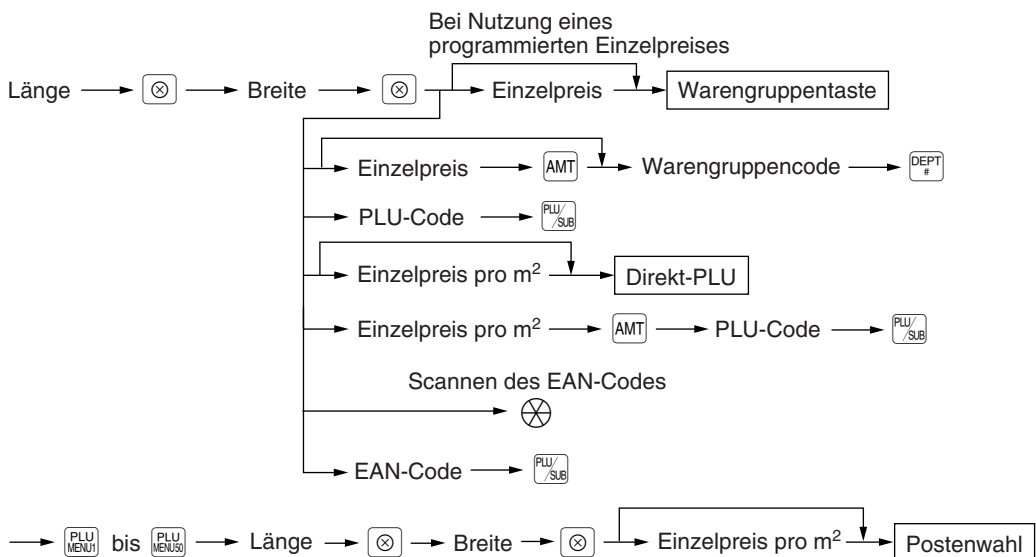 Bei Nutzung eines
programmierten Einzelpreises
Länge ⊗ Breite ⊗ Einzelpreis Warengruppentaste
Einzelpreis AMT Warengruppencode DEPT #
PLU-Code PLU/SUB
Einzelpreis pro m² Direkt-PLU
Einzelpreis pro m² AMT PLU-Code PLU/SUB
Scannen des EAN-Codes
EAN-Code PLU/SUB
PLU MENU1 bis PLU MENU50 Länge ⊗ Breite ⊗ Einzelpreis pro m² Postenwahl